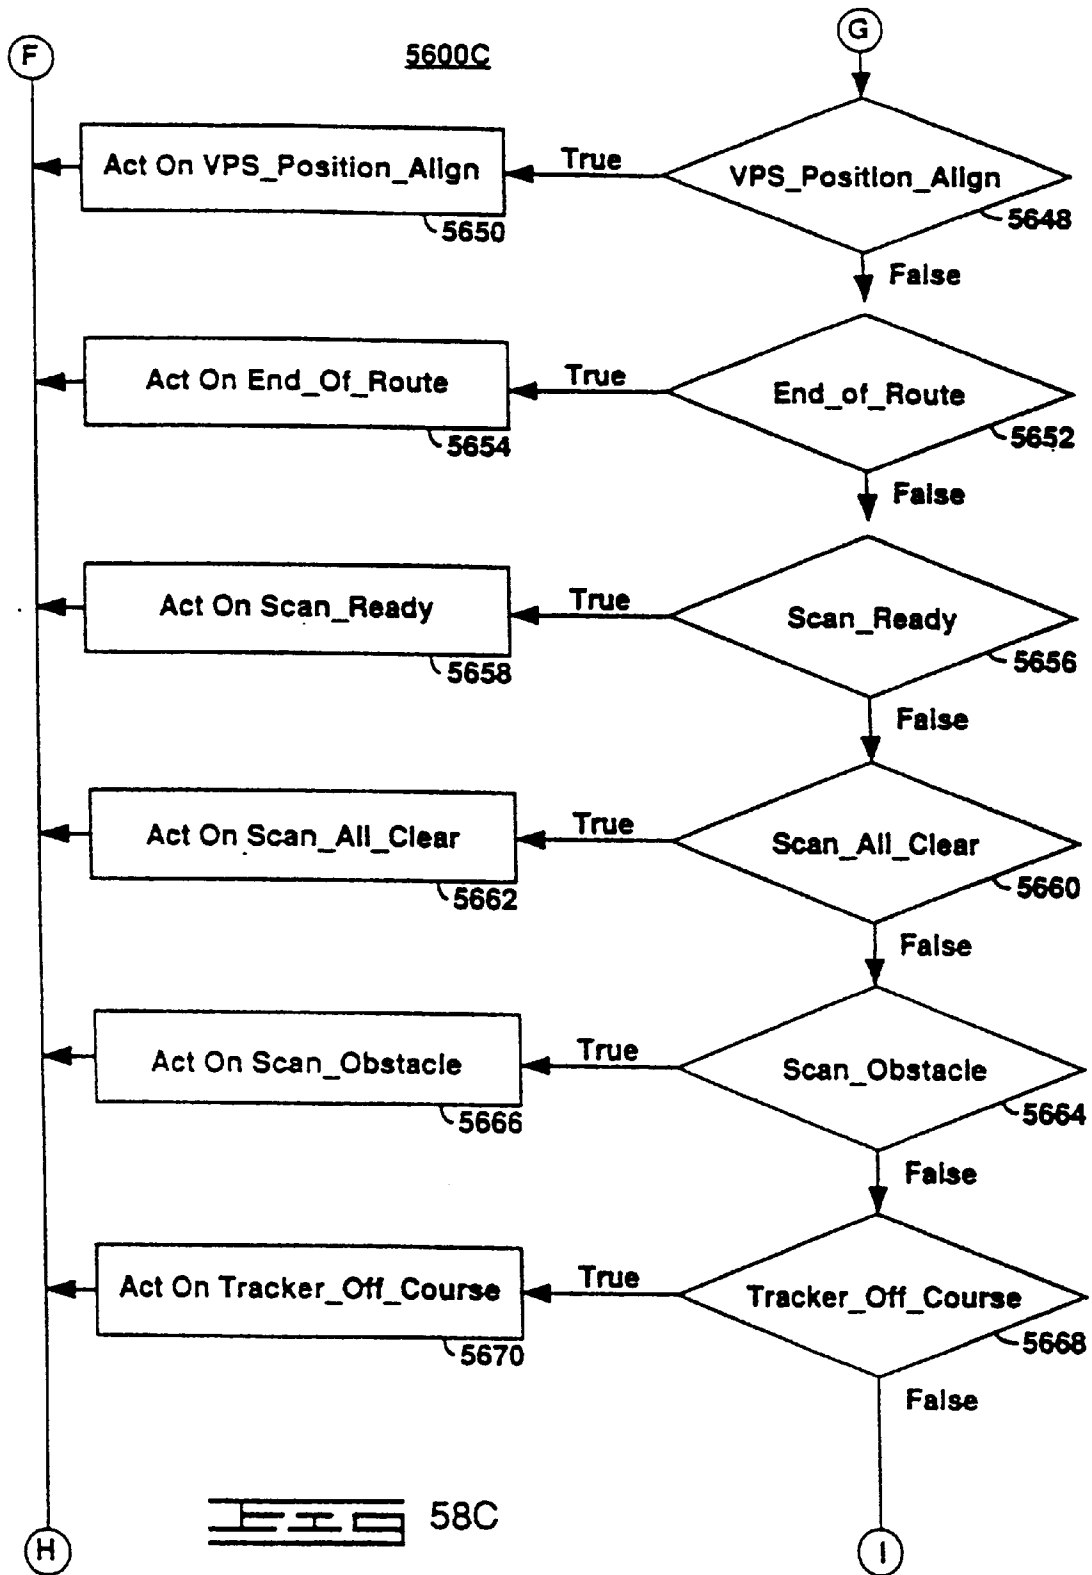 F
5600C
G
Act On VPS_Position_Align
True
VPS_Position_Align
5650
5648
False
Act On End_Of_Route
True
End_of_Route
5654
5652
False
Act On Scan_Ready
True
Scan_Ready
5658
5656
False
Act On Scan_All_Clear
True
Scan_All_Clear
5662
5660
False
Act On Scan_Obstacle
True
Scan_Obstacle
5666
5664
False
Act On Tracker_Off_Course
True
Tracker_Off_Course
5670
5668
False
FIG 58C
H
I